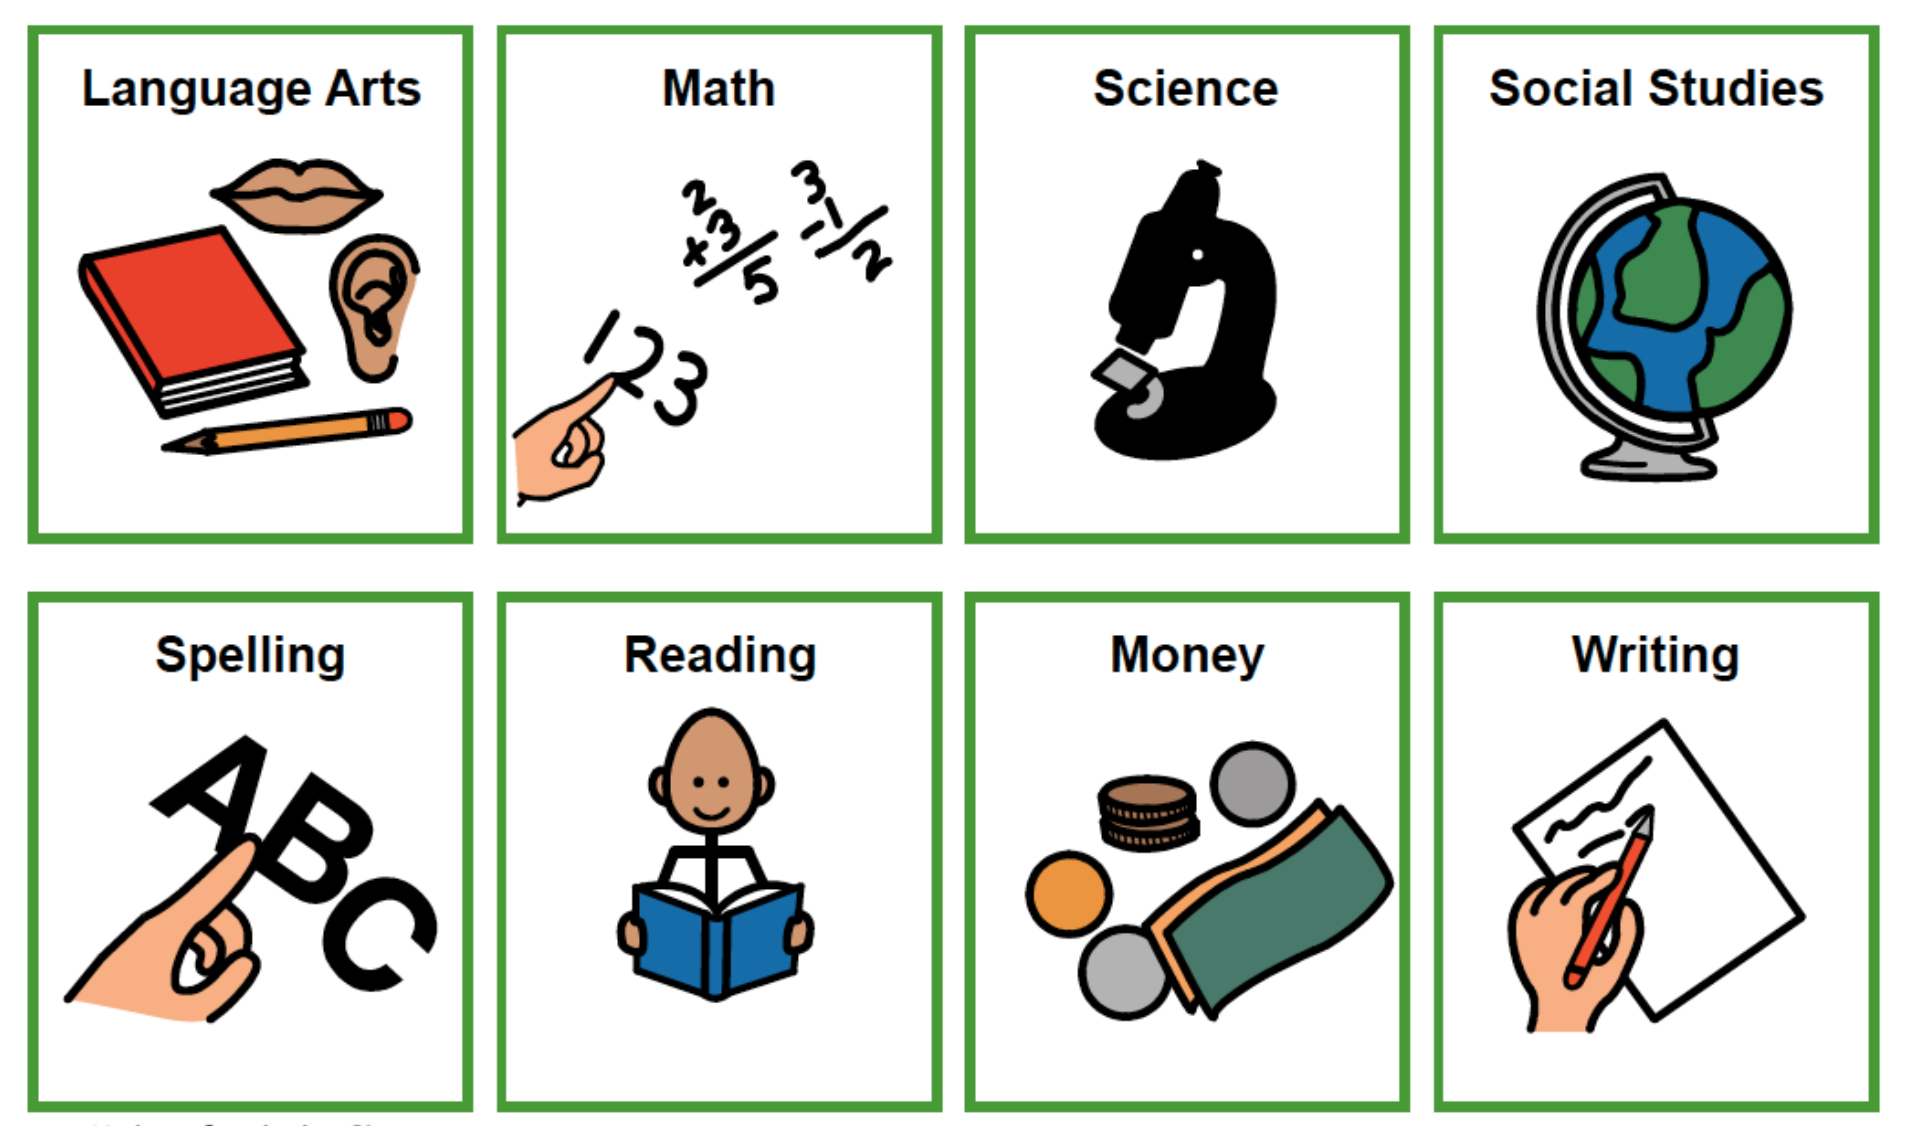 Language Arts
Math
Science
Social Studies
2
+3
5
3
-1
2
123
Spelling
Reading
Money
Writing
ABC